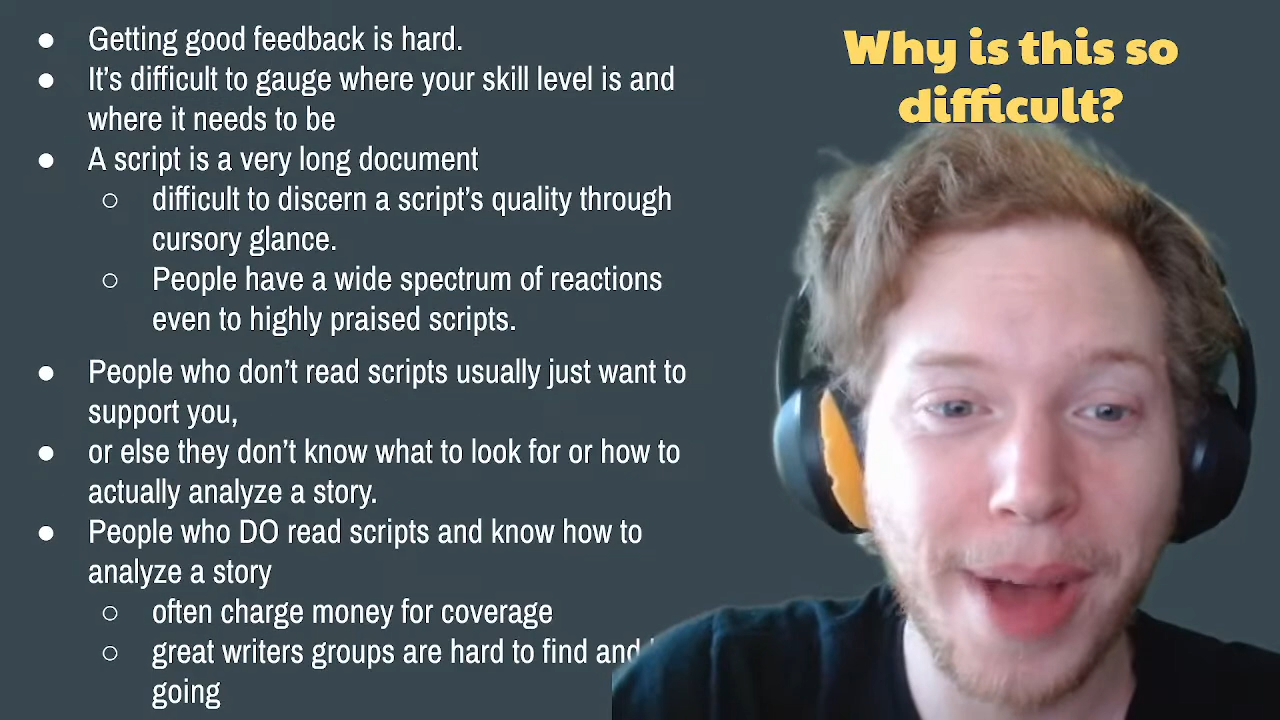 Why is this so
difficult?
● Getting good feedback is hard.
● It's difficult to gauge where your skill level is and
where it needs to be
● A script is a very long document
○ difficult to discern a script's quality through
cursory glance.
○ People have a wide spectrum of reactions
even to highly praised scripts.
● People who don't read scripts usually just want to
support you,
● or else they don't know what to look for or how to
actually analyze a story.
● People who DO read scripts and know how to
analyze a story
○ often charge money for coverage
○ great writers groups are hard to find and
going